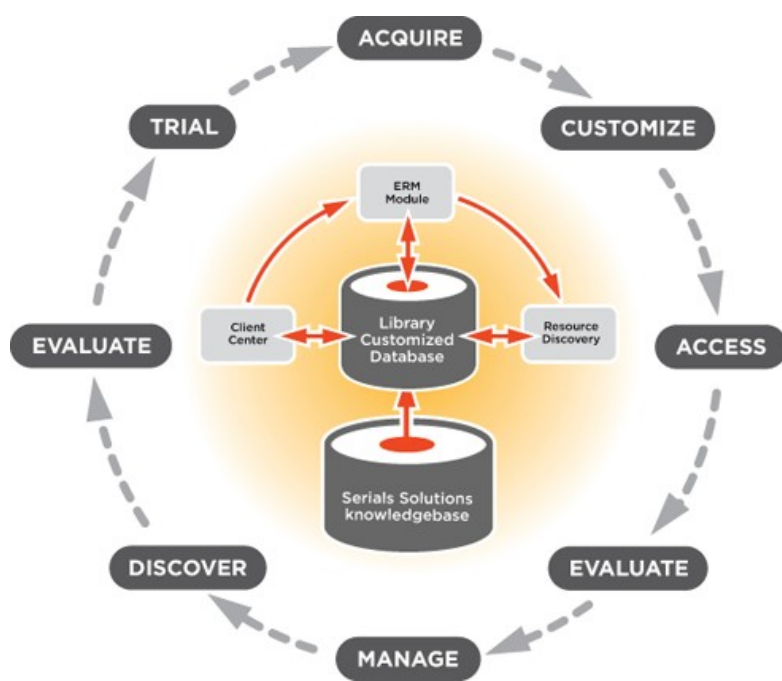 ACQUIRE
TRIAL
CUSTOMIZE
ERM
Module
Client
Center
Library
Customized
Database
Resource
Discovery
EVALUATE
ACCESS
Serials Solutions
knowledgebase
DISCOVER
EVALUATE
MANAGE